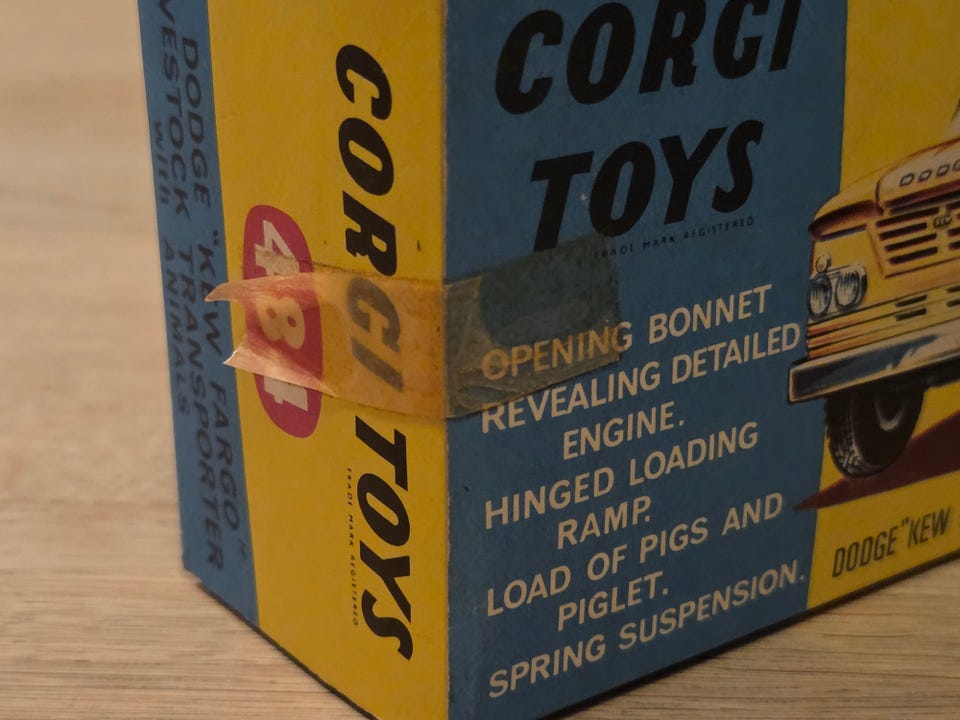 DODGE "KEW FARGO"
VESTOCK TRANSPORTER
WITH ANIMALS
484
CORGI TOYS
TRADE MARK REGISTERED
CORGI
TOYS
TRADE MARK REGISTERED
OPENING BONNET
REVEALING DETAILED
ENGINE.
HINGED LOADING
RAMP.
LOAD OF PIGS AND
PIGLET.
SPRING SUSPENSION.
DODGE "KEW